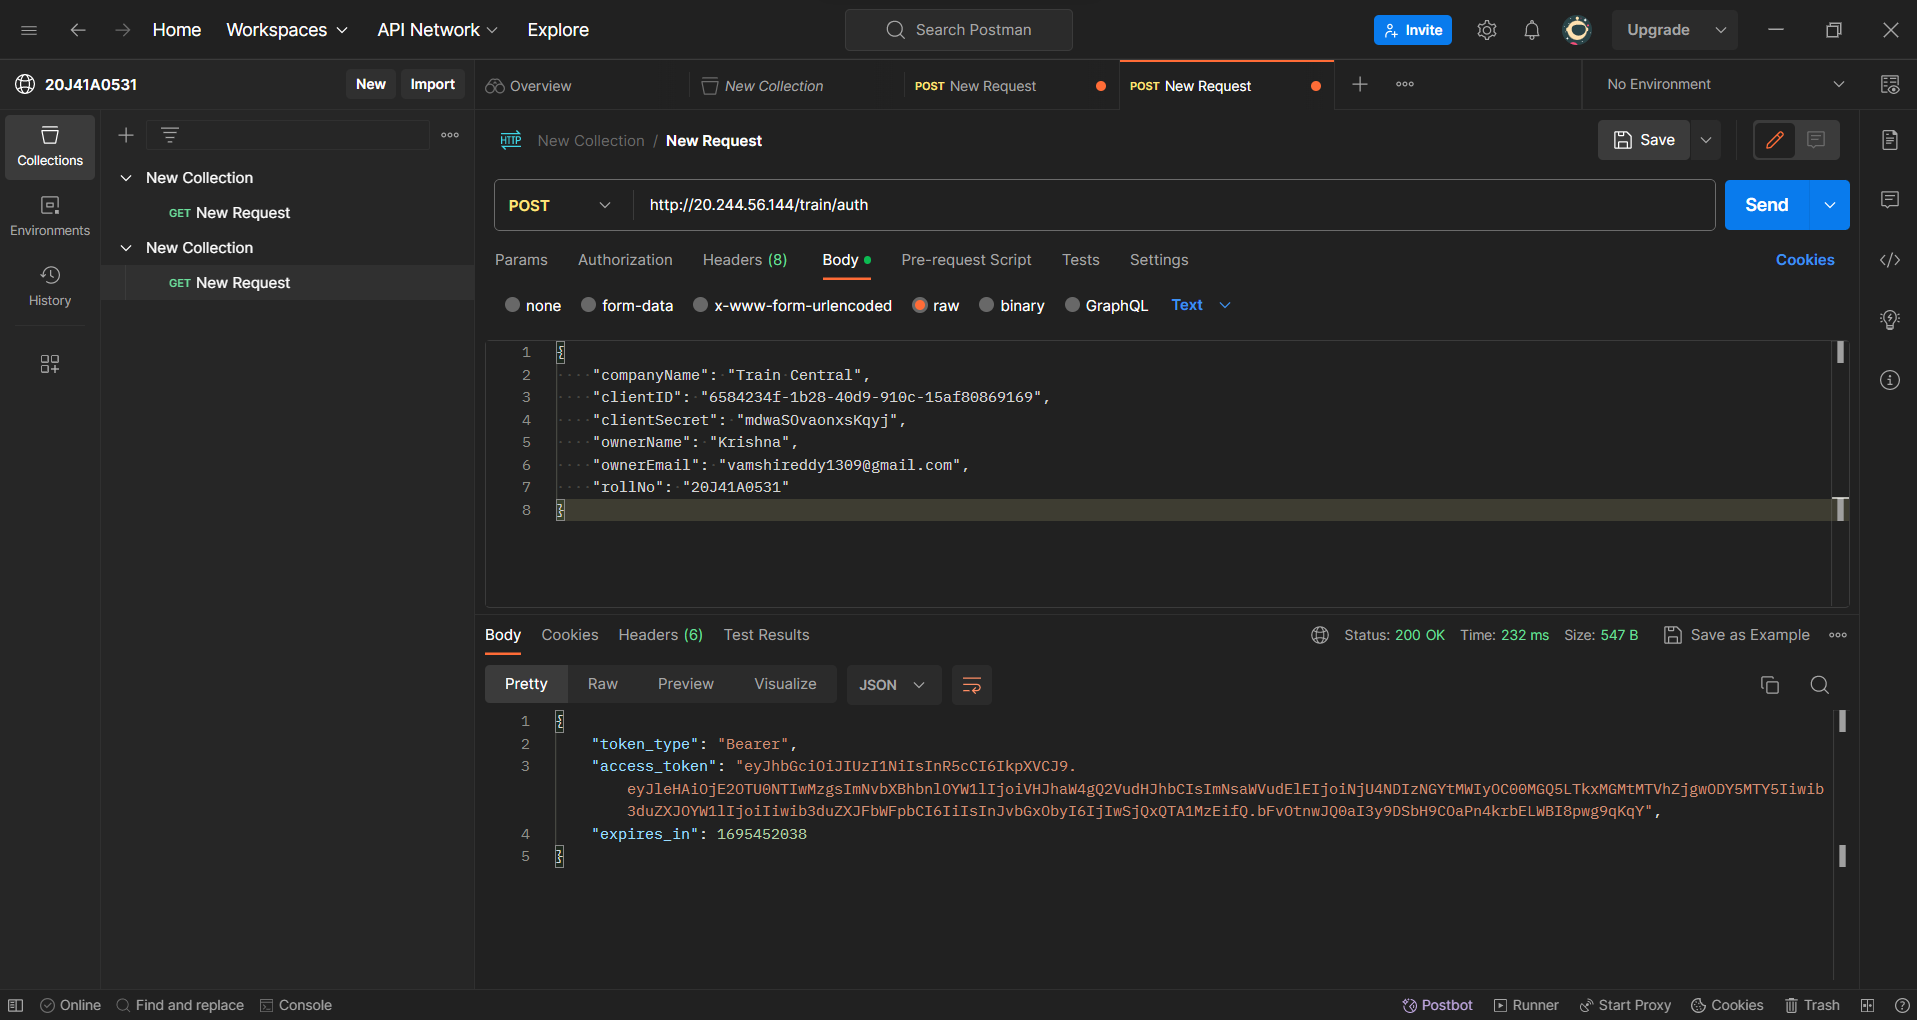 Home
Workspaces
API Network
Explore
Search Postman
Invite
Upgrade
20J41A0531
New
Import
Overview
New Collection
POST New Request
POST New Request
No Environment
Collections
Environments
History
New Collection
GET New Request
New Collection
GET New Request
HTTP
New Collection / New Request
Save
POST
http://20.244.56.144/train/auth
Send
Params
Authorization
Headers (8)
Body
Pre-request Script
Tests
Settings
Cookies
none
form-data
x-www-form-urlencoded
raw
binary
GraphQL
Text
1 {
2 "companyName": "Train Central",
3 "clientID": "6584234f-1b28-40d9-910c-15af80869169",
4 "clientSecret": "mdwaSOvaonxsKqyj",
5 "ownerName": "Krishna",
6 "ownerEmail": "vamshireddy1309@gmail.com",
7 "rollNo": "20J41A0531"
8 }
Body
Cookies
Headers (6)
Test Results
Status: 200 OK
Time: 232 ms
Size: 547 B
Save as Example
Pretty
Raw
Preview
Visualize
JSON
1 {
2 "token_type": "Bearer",
3 "access_token": "eyJhbGciOiJIUzI1NiIsInR5cCI6IkpXVCJ9.
eyJleHAiOjE2OTU0NTIwMzgsImNvbXBhbnlOYW1lIjoiVHJhaW4gQ2VudHJhbCIsImNsaWVudElEIjoiNjU4NDIzNGYtMWIyOC00MGQ5LTkxMGMtMTVhZjgwODY5MTY5Iiwib
3duZXJOYW1lIjoiIiwib3duZXJFbWFpbCI6IiIsInJvbGxObyI6IjIwSjQxQTA1MzEifQ.bFvOtnwJQ0aI3y9DSbH9COaPn4krbELWBI8pwg9qKqY",
4 "expires_in": 1695452038
5 }
Online
Find and replace
Console
Postbot
Runner
Start Proxy
Cookies
Trash